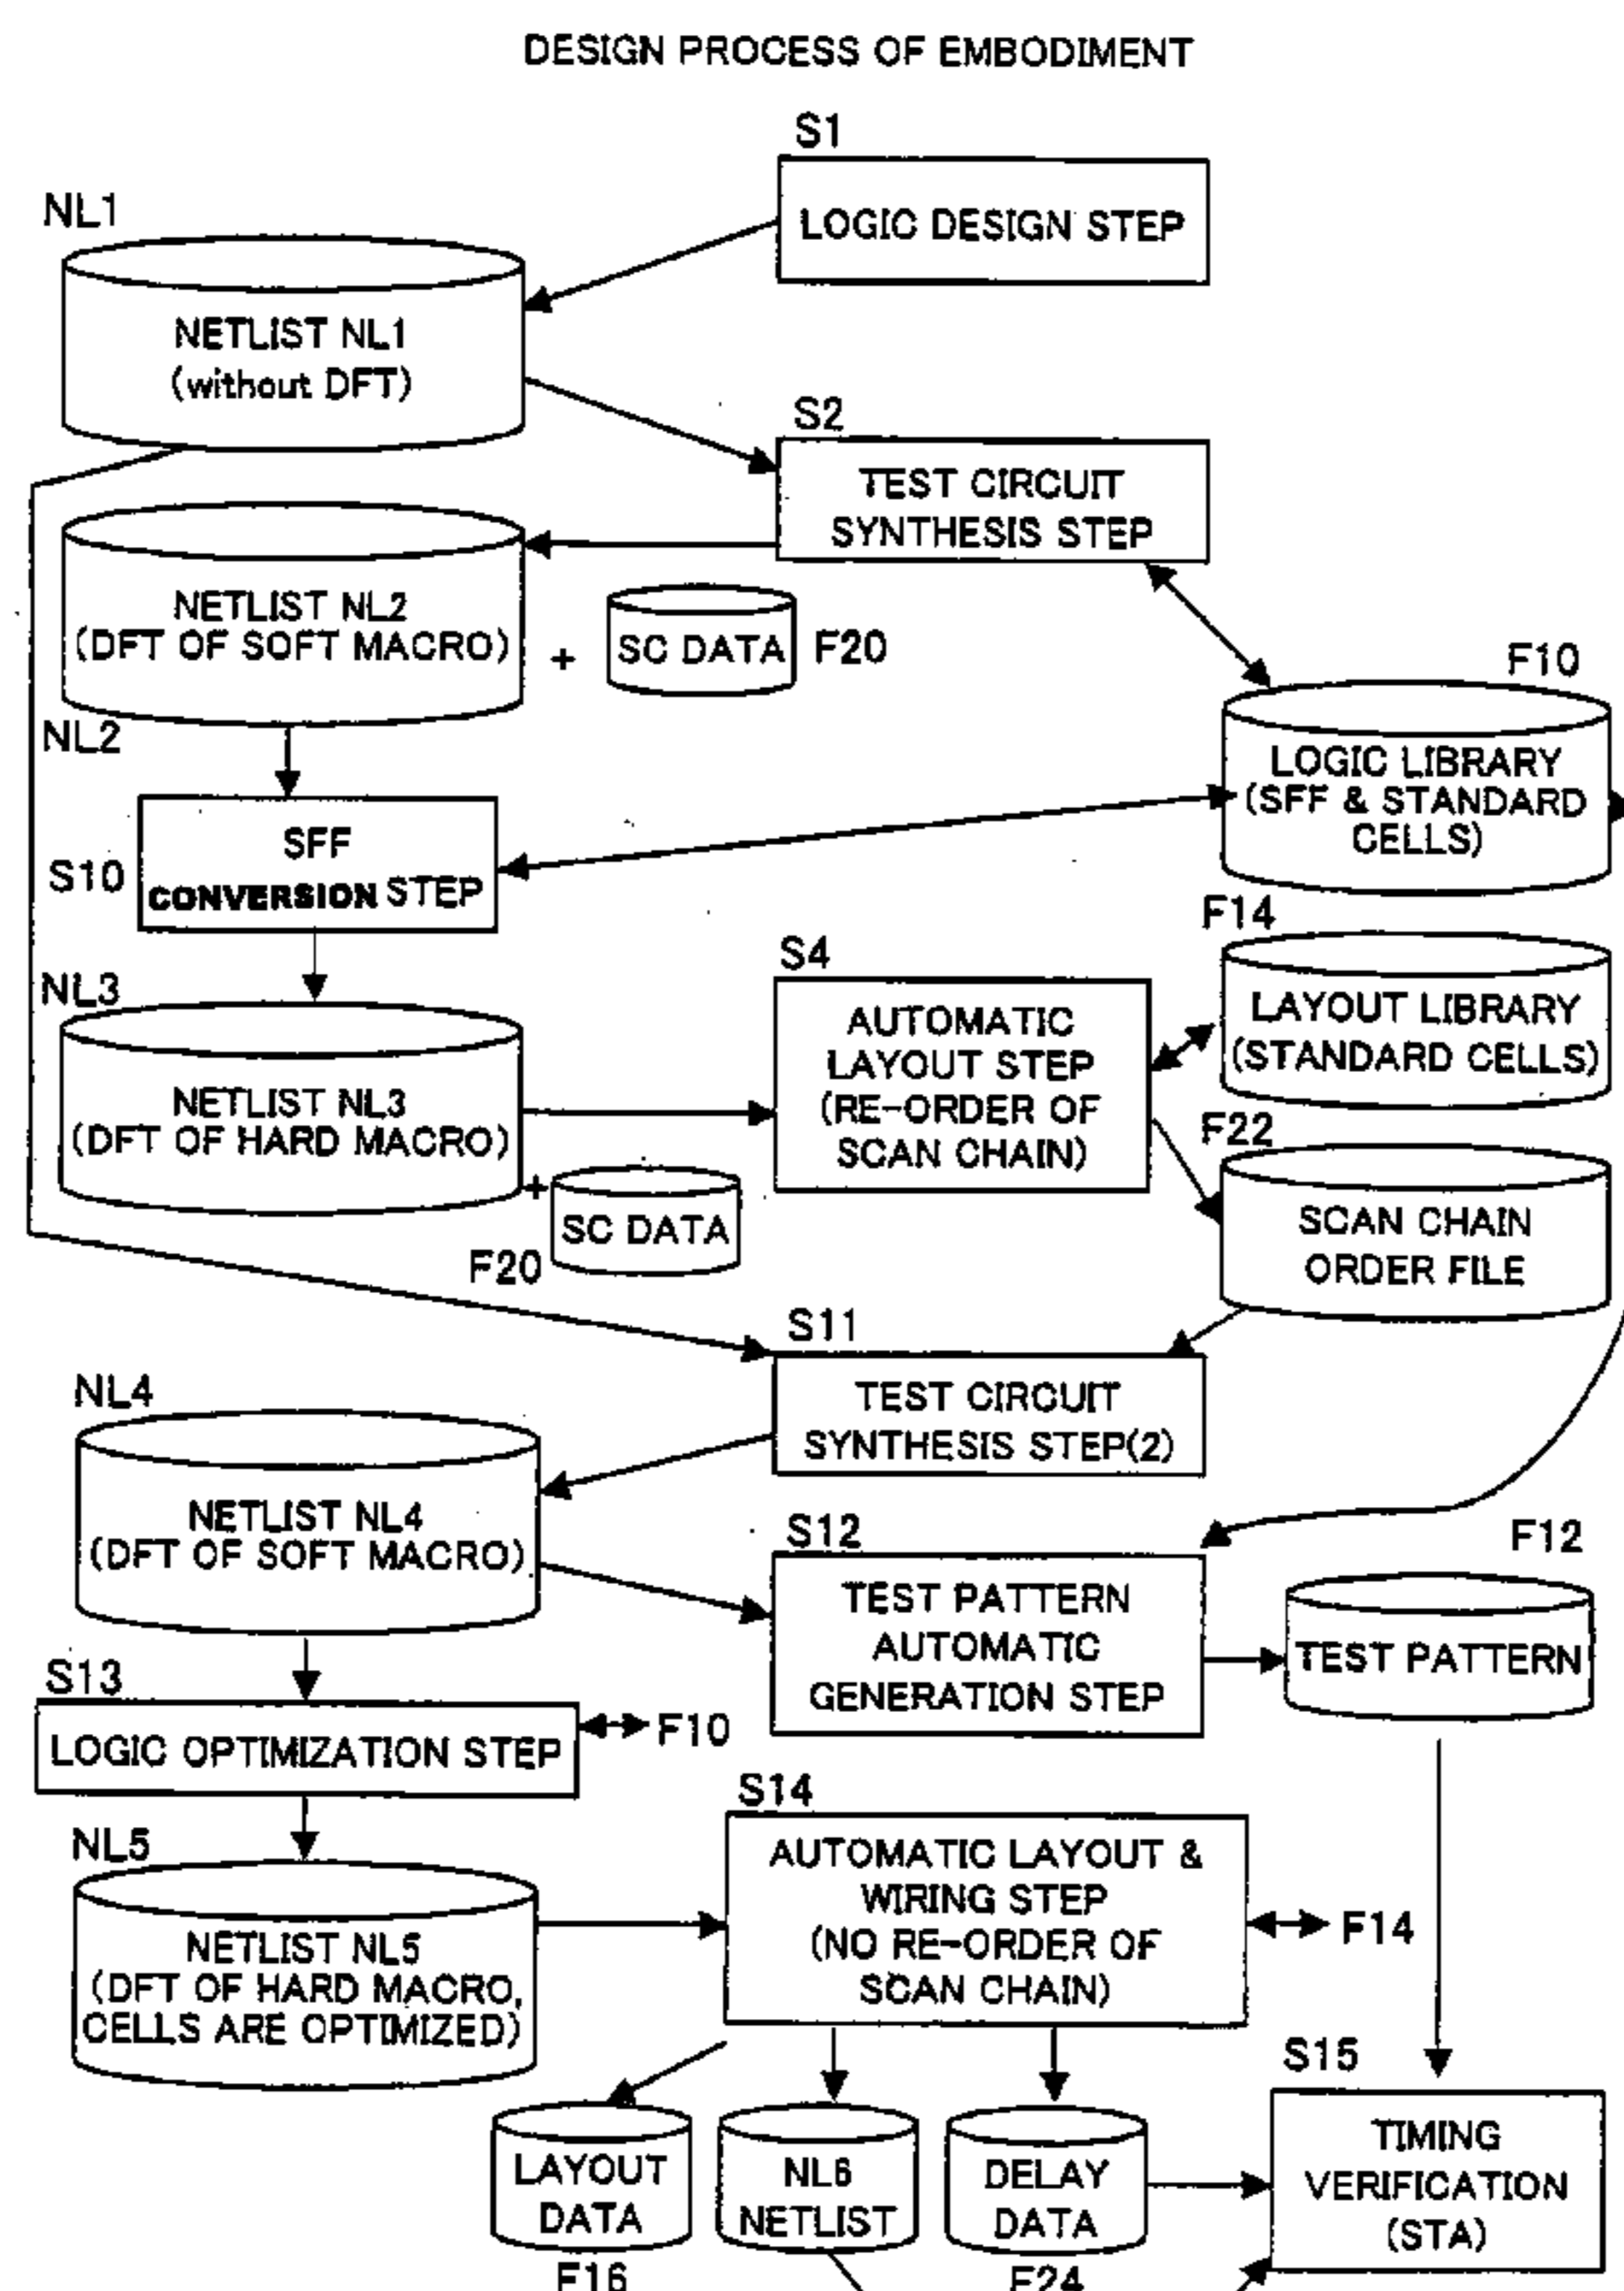 DESIGN PROCESS OF EMBODIMENT
S1
LOGIC DESIGN STEP
NL1
NETLIST NL1
(without DFT)
S2
TEST CIRCUIT
SYNTHESIS STEP
NETLIST NL2
(DFT OF SOFT MACRO)
NL2
+
SC DATA
F20
F10
LOGIC LIBRARY
(SFF & STANDARD
CELLS)
S10
SFF
CONVERSION STEP
F14
LAYOUT LIBRARY
(STANDARD CELLS)
S4
AUTOMATIC
LAYOUT STEP
(RE-ORDER OF
SCAN CHAIN)
NL3
NETLIST NL3
(DFT OF HARD MACRO)
+
SC DATA
F20
F22
SCAN CHAIN
ORDER FILE
S11
TEST CIRCUIT
SYNTHESIS STEP(2)
NL4
NETLIST NL4
(DFT OF SOFT MACRO)
S12
TEST PATTERN
AUTOMATIC
GENERATION STEP
F12
TEST PATTERN
S13
LOGIC OPTIMIZATION STEP
F10
S14
AUTOMATIC LAYOUT &
WIRING STEP
(NO RE-ORDER OF
SCAN CHAIN)
F14
NL5
NETLIST NL5
(DFT OF HARD MACRO,
CELLS ARE OPTIMIZED)
S15
TIMING
VERIFICATION
(STA)
LAYOUT
DATA
F16
NL6
NETLIST
DELAY
DATA
F24